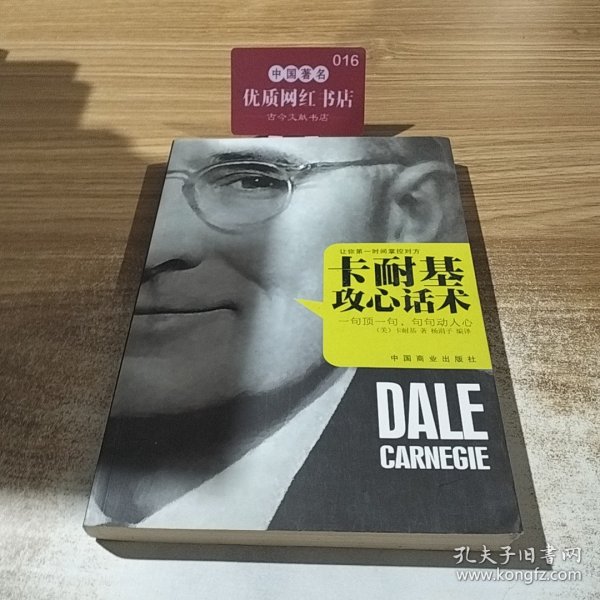 016
中国著名
优质网红书店
古今文献书店
让你第一时间掌控对方
卡耐基
攻心话术
一句顶一句,句句动人心
(美)卡耐基 著 杨润子 编译
中国商业出版社
DALE
CARNEGIE
孔夫子旧书网
www.kongfz.com